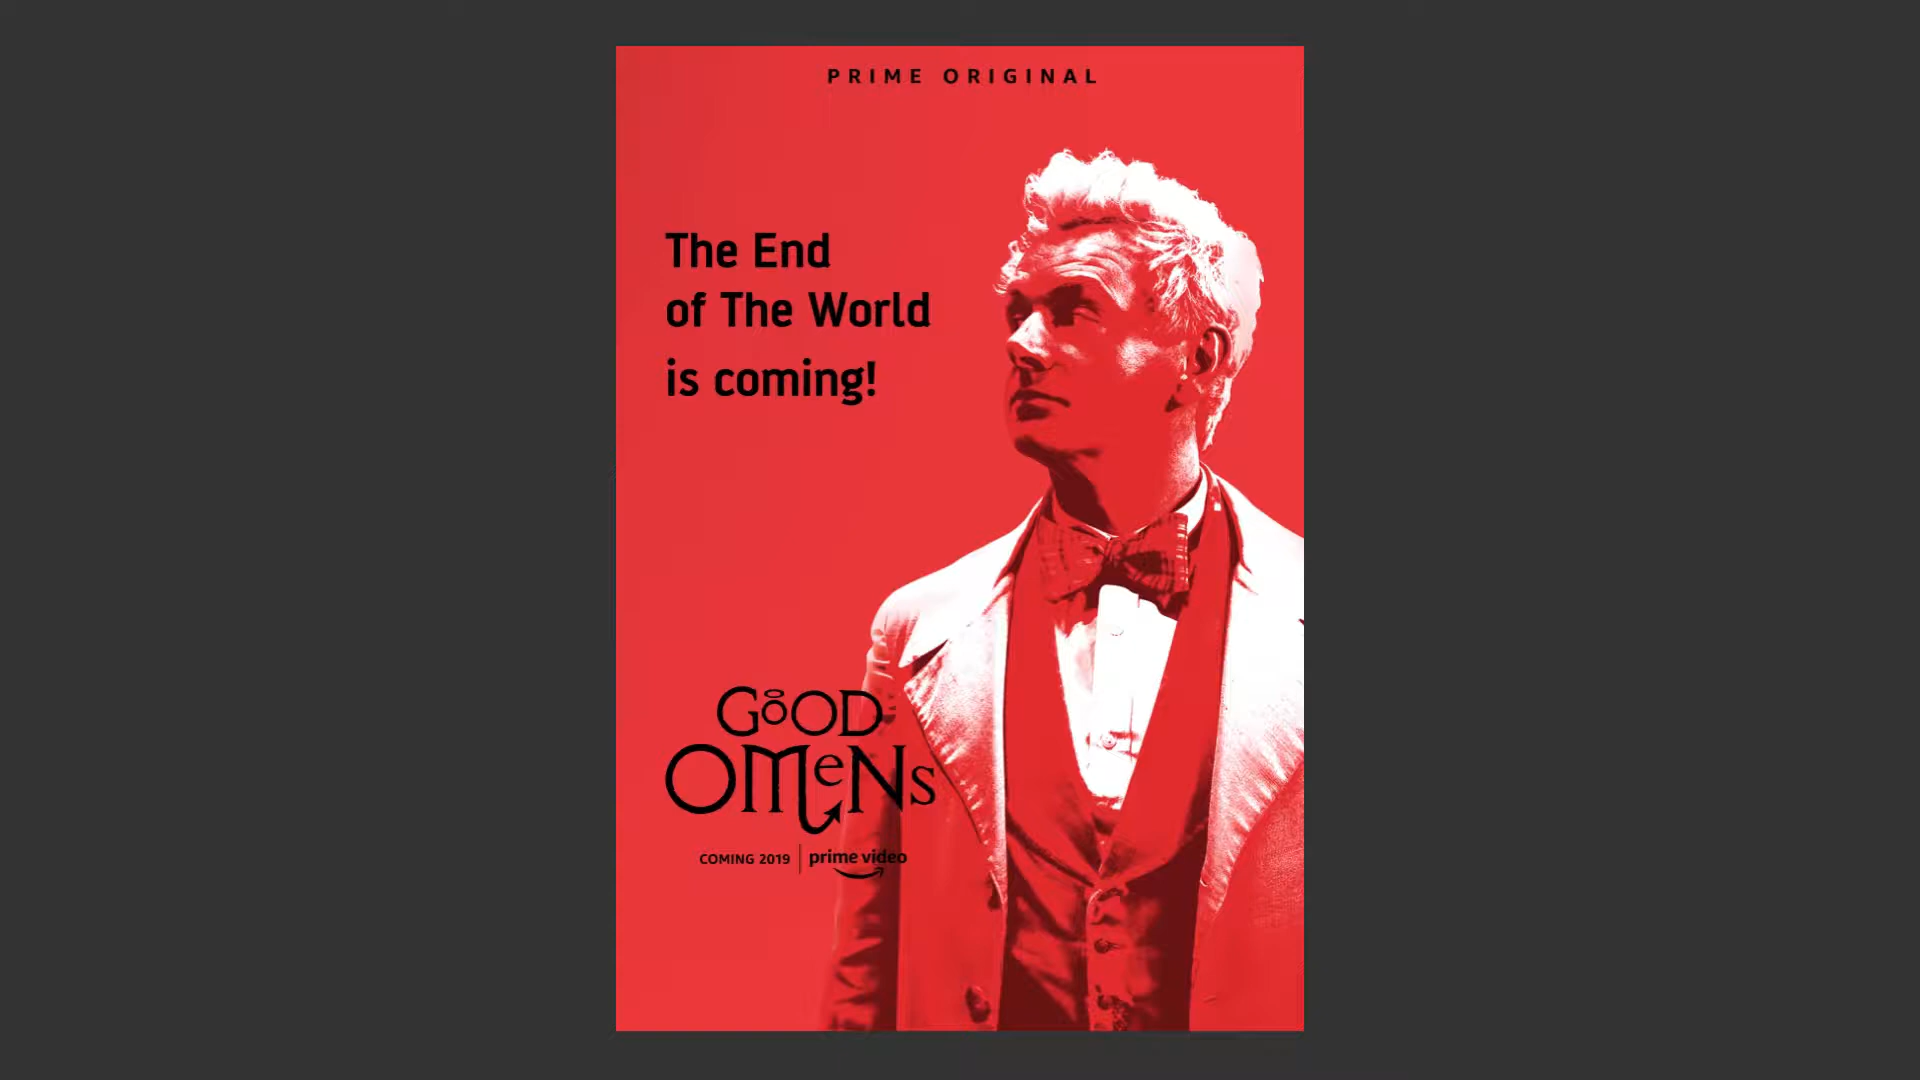 PRIME ORIGINAL
The End
of The World
is coming!
GOOD
OMeNs
COMING 2019 | prime video